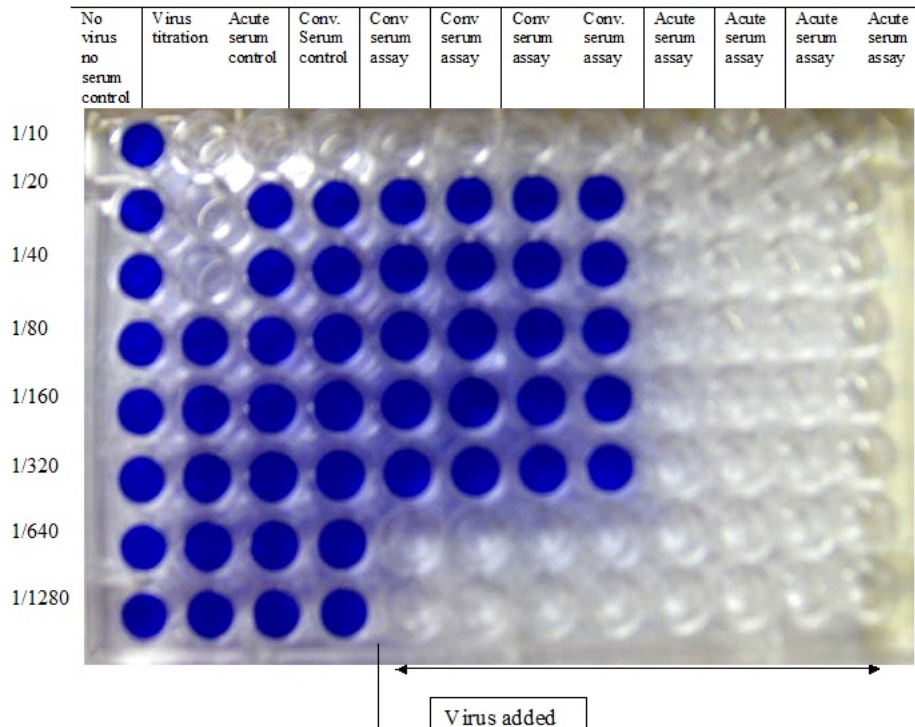 No
virus
no
serum
control
Virus
titration
Acute
serum
control
Conv.
Serum
control
Conv
serum
assay
Conv
serum
assay
Conv
serum
assay
Conv.
serum
assay
Acute
serum
assay
Acute
serum
assay
Acute
serum
assay
Acute
serum
assay
1/10
1/20
1/40
1/80
1/160
1/320
1/640
1/1280
Virus added